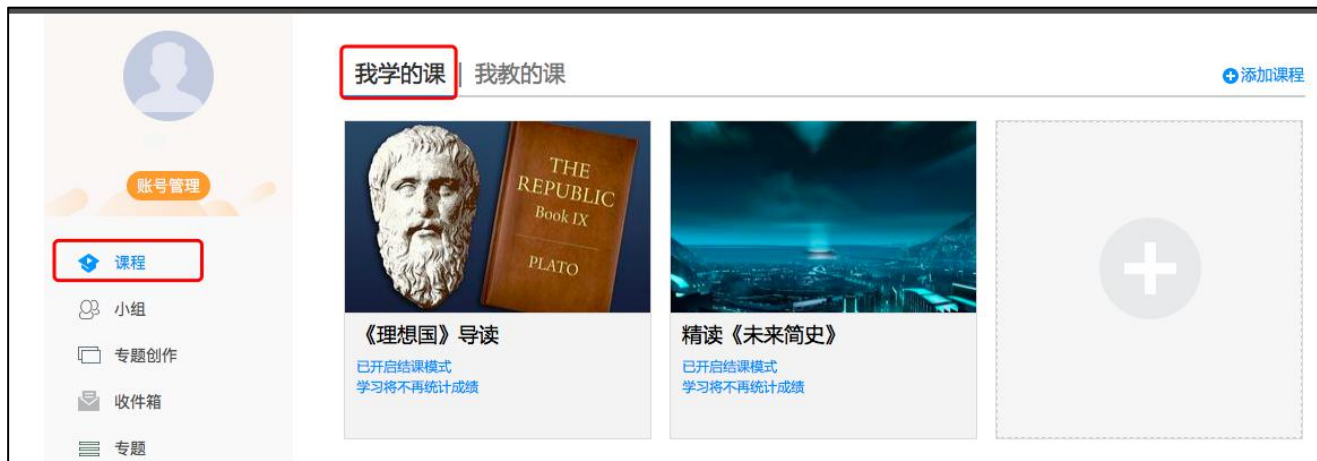 账号管理
课程
小组
专题创作
收件箱
专题
我学的课 | 我教的课
添加课程
THE
REPUBLIC
Book IX
PLATO
《理想国》导读
已开启结课模式
学习将不再统计成绩
精读《未来简史》
已开启结课模式
学习将不再统计成绩